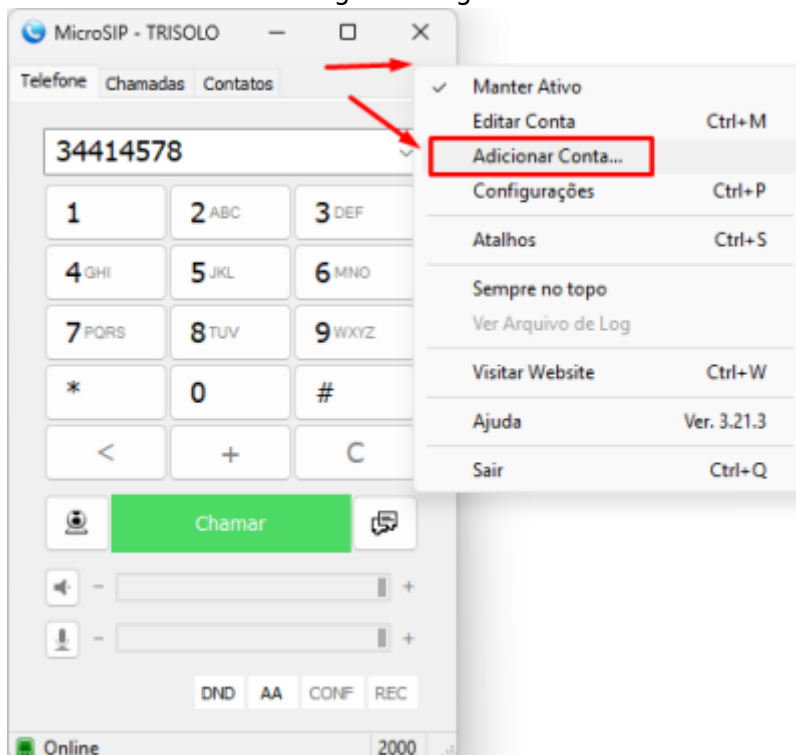 MicroSIP - TRISOLO
Telefone Chamadas Contatos
34414578
1 2 ABC 3 DEF
4 GHI 5 JKL 6 MNO
7 PQRS 8 TUV 9 WXYZ
* 0 #
< + C
Chamar
- +
- +
DND AA CONF REC
Online 2000
Manter Ativo
Editar Conta Ctrl+M
Adicionar Conta...
Configurações Ctrl+P
Atalhos Ctrl+S
Sempre no topo
Ver Arquivo de Log
Visitar Website Ctrl+W
Ajuda Ver. 3.21.3
Sair Ctrl+Q